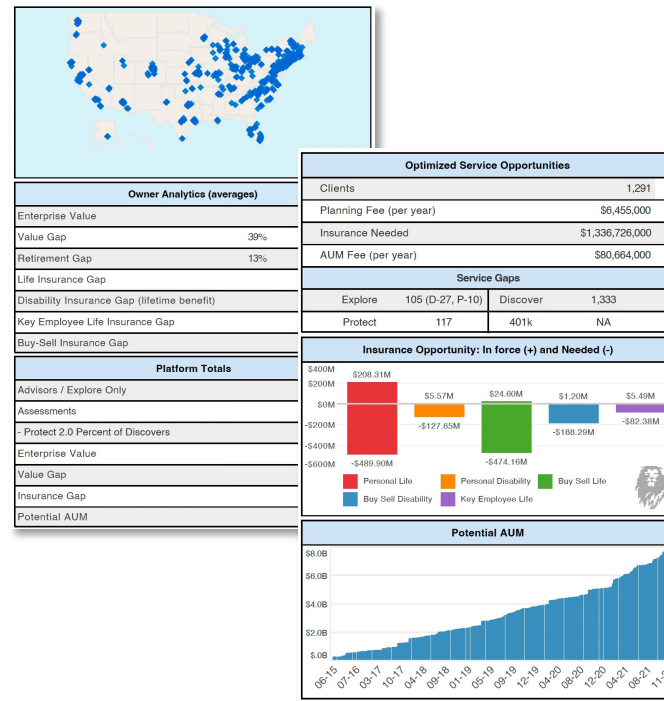 Owner Analytics (averages)
Enterprise Value
Value Gap 39%
Retirement Gap 13%
Life Insurance Gap
Disability Insurance Gap (lifetime benefit)
Key Employee Life Insurance Gap
Buy-Sell Insurance Gap
Platform Totals
Advisors / Explore Only
Assessments
- Protect 2.0 Percent of Discovers
Enterprise Value
Value Gap
Insurance Gap
Potential AUM
Optimized Service Opportunities
Clients 1,291
Planning Fee (per year) $6,455,000
Insurance Needed $1,336,726,000
AUM Fee (per year) $80,664,000
Service Gaps
Explore 105 (D-27, P-10) Discover 1,333
Protect 117 401k NA
Insurance Opportunity: In force (+) and Needed (-)
$400M
$200M
$0M
-$200M
-$400M
-$600M
$208.31M $5.57M $24.60M $1.20M $5.49M
-$489.90M -$127.65M -$474.16M -$188.29M -$82.38M
Personal Life Personal Disability Buy Sell Life
Buy Sell Disability Key Employee Life
Potential AUM
$8.0B
$6.0B
$4.0B
$2.0B
$.0B
06-15 07-16 03-17 10-17 04-18 09-18 01-19 05-19 09-19 12-19 04-20 08-20 12-20 04-21 08-21